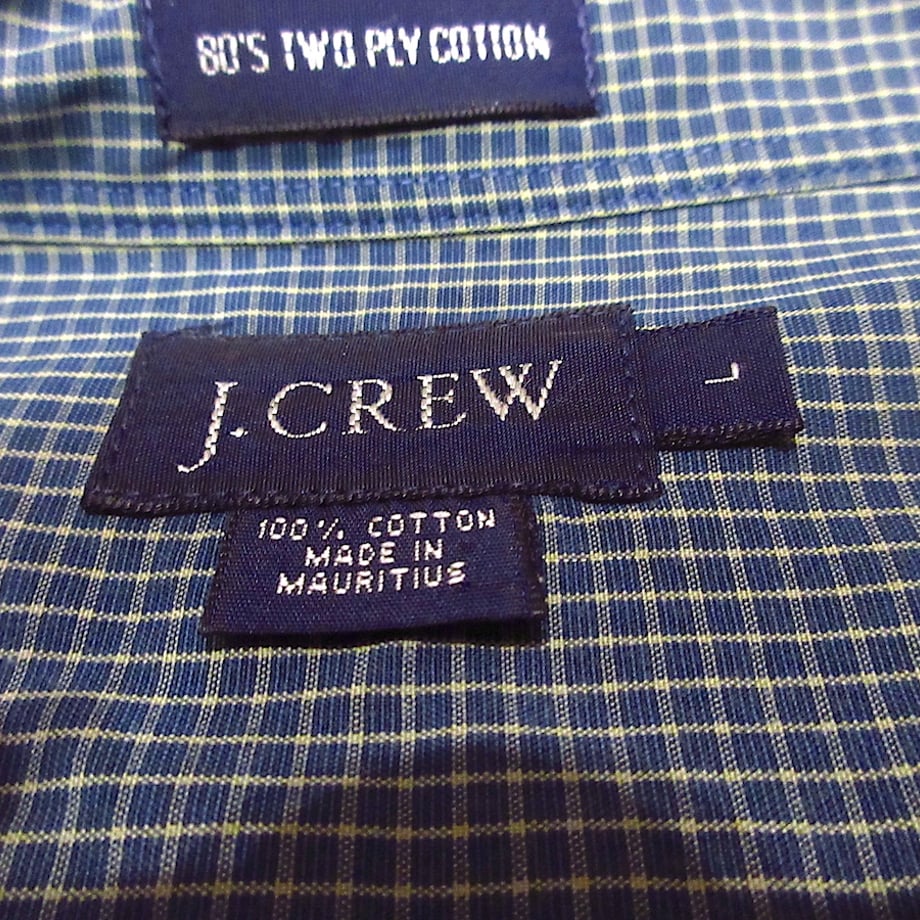 80'S TWO PLY COTTON
J.CREW
L
100% COTTON
MADE IN
MAURITIUS